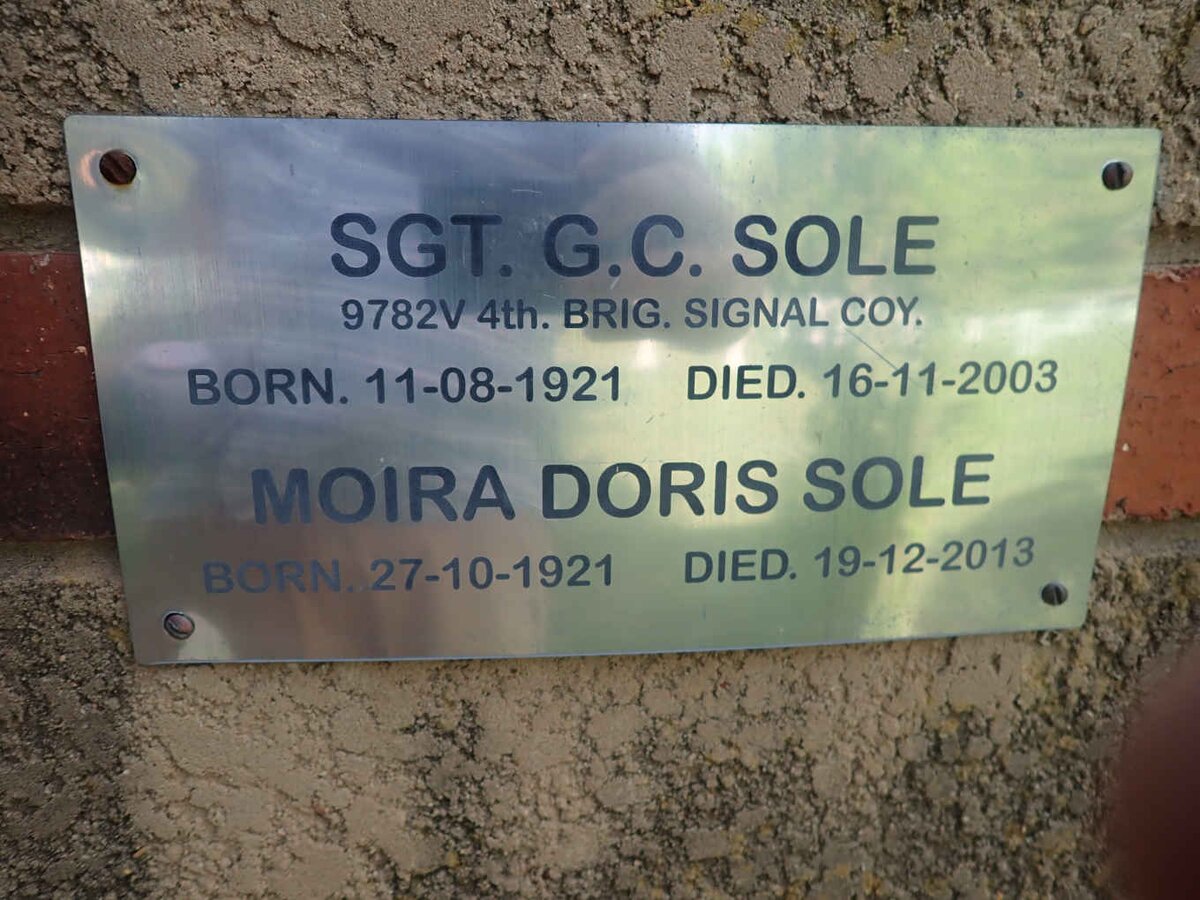 SGT. G.C. SOLE
9782V 4th. BRIG. SIGNAL COY.
BORN. 11-08-1921 DIED. 16-11-2003
MOIRA DORIS SOLE
BORN. 27-10-1921 DIED. 19-12-2013